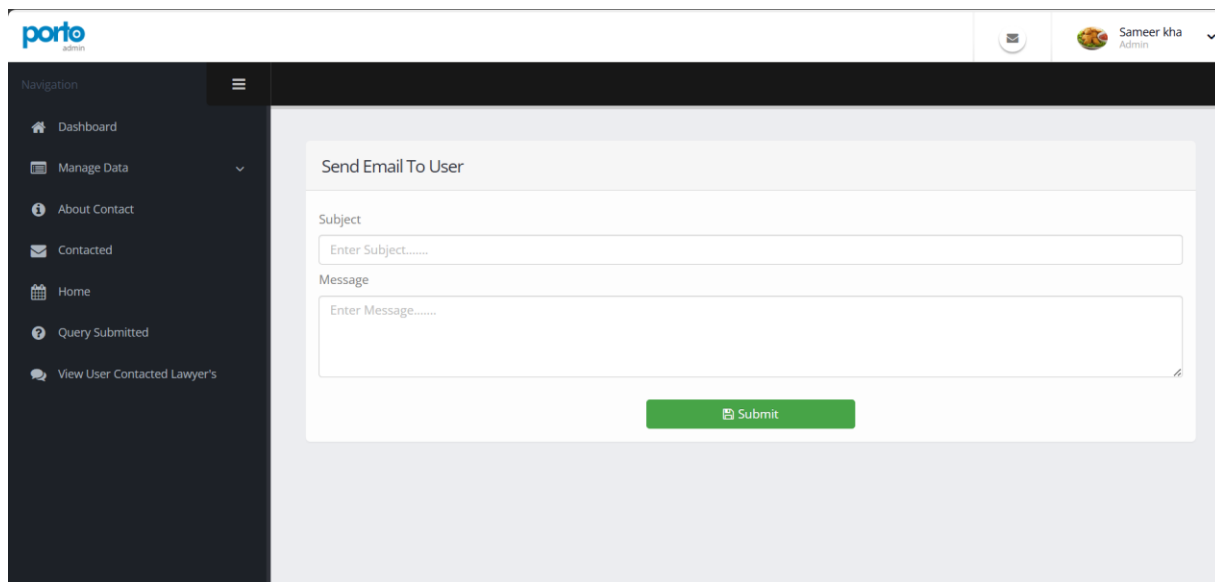 porto
admin
Sameer kha
Admin
Navigation
Dashboard
Manage Data
About Contact
Contacted
Home
Query Submitted
View User Contacted Lawyer's
Send Email To User
Subject
Enter Subject.......
Message
Enter Message.......
Submit